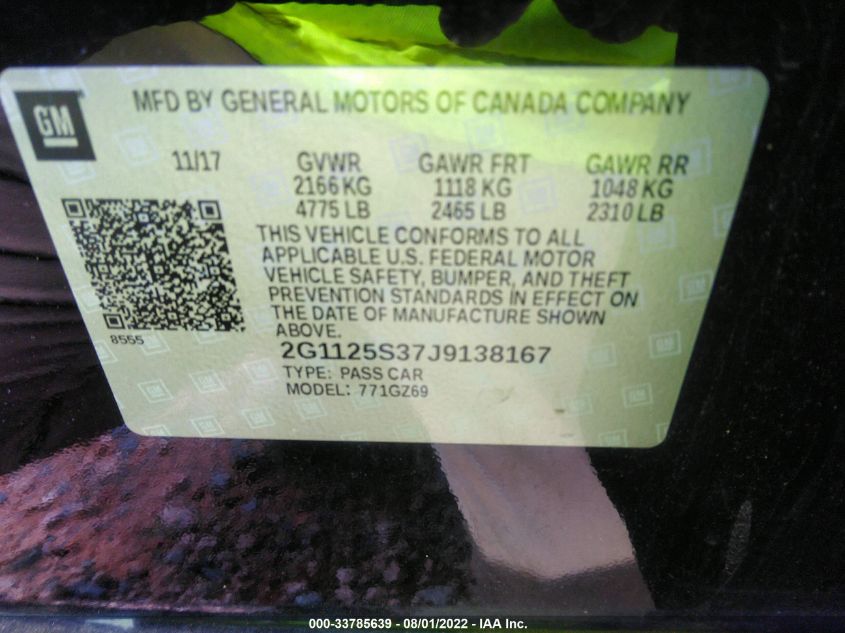 GM
MFD BY GENERAL MOTORS OF CANADA COMPANY
11/17 GVWR GAWR FRT GAWR RR
2166 KG 1118 KG 1048 KG
4775 LB 2465 LB 2310 LB
THIS VEHICLE CONFORMS TO ALL
APPLICABLE U.S. FEDERAL MOTOR
VEHICLE SAFETY, BUMPER, AND THEFT
PREVENTION STANDARDS IN EFFECT ON
THE DATE OF MANUFACTURE SHOWN
ABOVE.
8555
2G1125S37J9138167
TYPE: PASS CAR
MODEL: 771GZ69
000-33785639 - 08/01/2022 - IAA Inc.